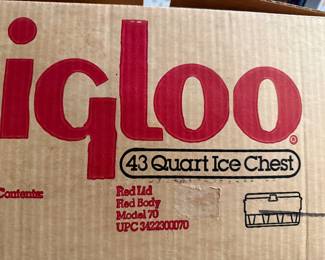 igloo®
43 Quart Ice Chest
Contents:
Red Lid
Red Body
Model 70
UPC 3422300070